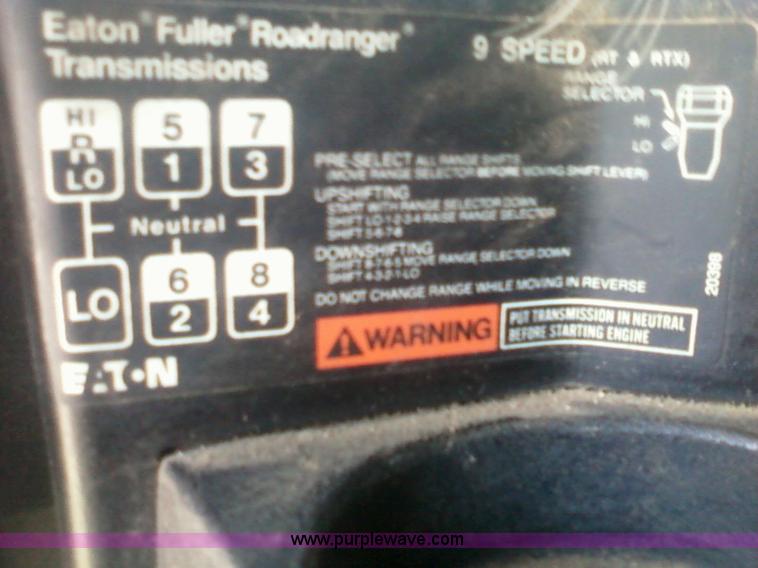 Eaton® Fuller® Roadranger®
Transmissions
9 SPEED (RT & RTX)
RANGE
SELECTOR
HI
LO
HI
R
LO
5
1
7
3
Neutral
LO
6
2
8
4
PRE-SELECT ALL RANGE SHIFTS
(MOVE RANGE SELECTOR BEFORE MOVING SHIFT LEVER)
UPSHIFTING
START WITH RANGE SELECTOR DOWN
SHIFT LO-1-2-3-4 RAISE RANGE SELECTOR
SHIFT 5-6-7-8
DOWNSHIFTING
SHIFT 8-7-6-5 MOVE RANGE SELECTOR DOWN
SHIFT 4-3-2-1-LO
DO NOT CHANGE RANGE WHILE MOVING IN REVERSE
20398
WARNING
PUT TRANSMISSION IN NEUTRAL
BEFORE STARTING ENGINE
EAT•N
www.purplewave.com